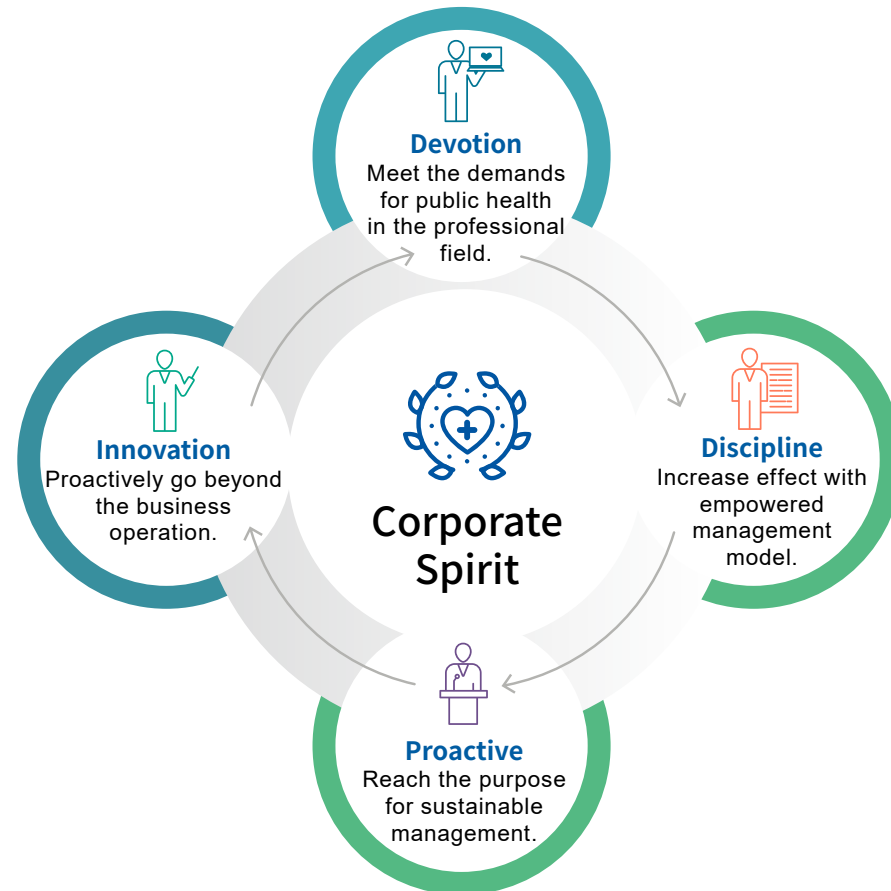 Devotion
Meet the demands
for public health
in the professional
field.
Innovation
Proactively go beyond
the business
operation.
Corporate
Spirit
Discipline
Increase effect with
empowered
management
model.
Proactive
Reach the purpose
for sustainable
management.